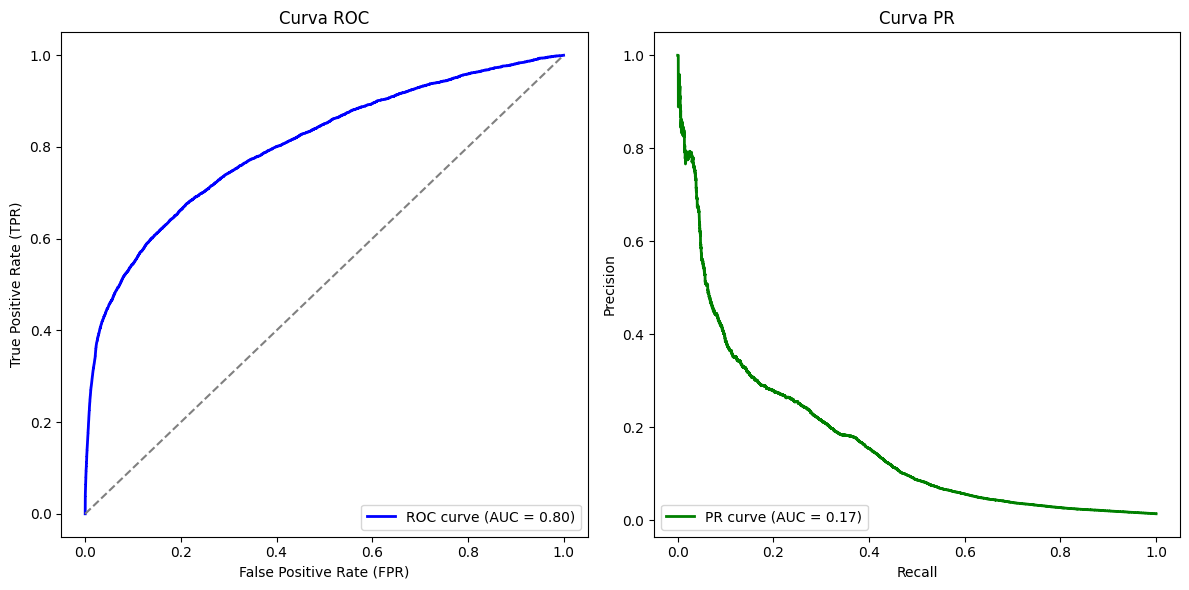 Curva ROC
1.0
0.8
0.6
0.4
0.2
0.0
True Positive Rate (TPR)
0.0 0.2 0.4 0.6 0.8 1.0
False Positive Rate (FPR)
ROC curve (AUC = 0.80)
Curva PR
1.0
0.8
0.6
0.4
0.2
0.0
Precision
0.0 0.2 0.4 0.6 0.8 1.0
Recall
PR curve (AUC = 0.17)